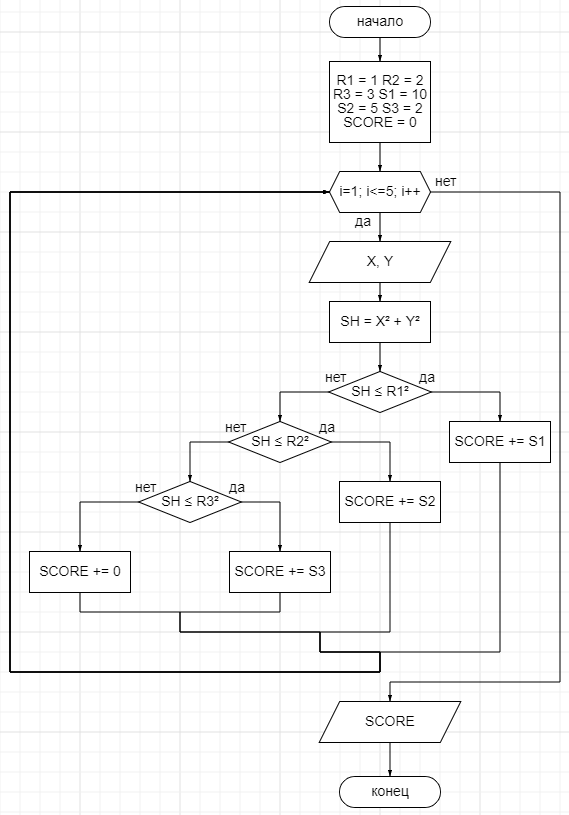 начало
R1 = 1 R2 = 2
R3 = 3 S1 = 10
S2 = 5 S3 = 2
SCORE = 0
i=1; i<=5; i++
нет
да
X, Y
SH = X² + Y²
нет
SH ≤ R1²
да
нет
SH ≤ R2²
да
SCORE += S1
нет
SH ≤ R3²
да
SCORE += S2
SCORE += 0
SCORE += S3
SCORE
конец